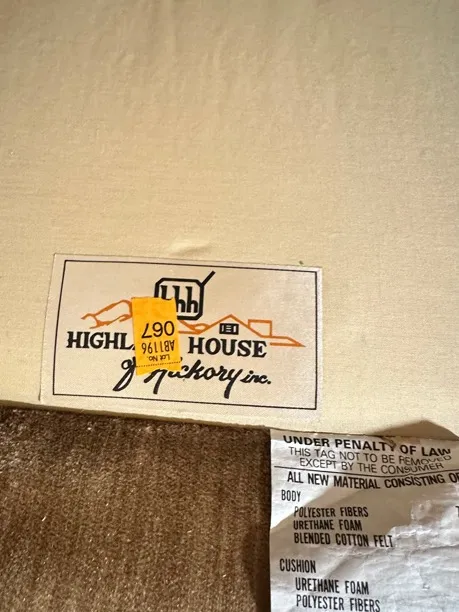 hhh
HIGHL HOUSE
of Hickory inc.
Lot No.
AB1196
067
UNDER PENALTY OF LAW
THIS TAG NOT TO BE REMOVED
EXCEPT BY THE CONSUMER
ALL NEW MATERIAL CONSISTING OF
BODY
POLYESTER FIBERS
URETHANE FOAM
BLENDED COTTON FELT
CUSHION
URETHANE FOAM
POLYESTER FIBERS